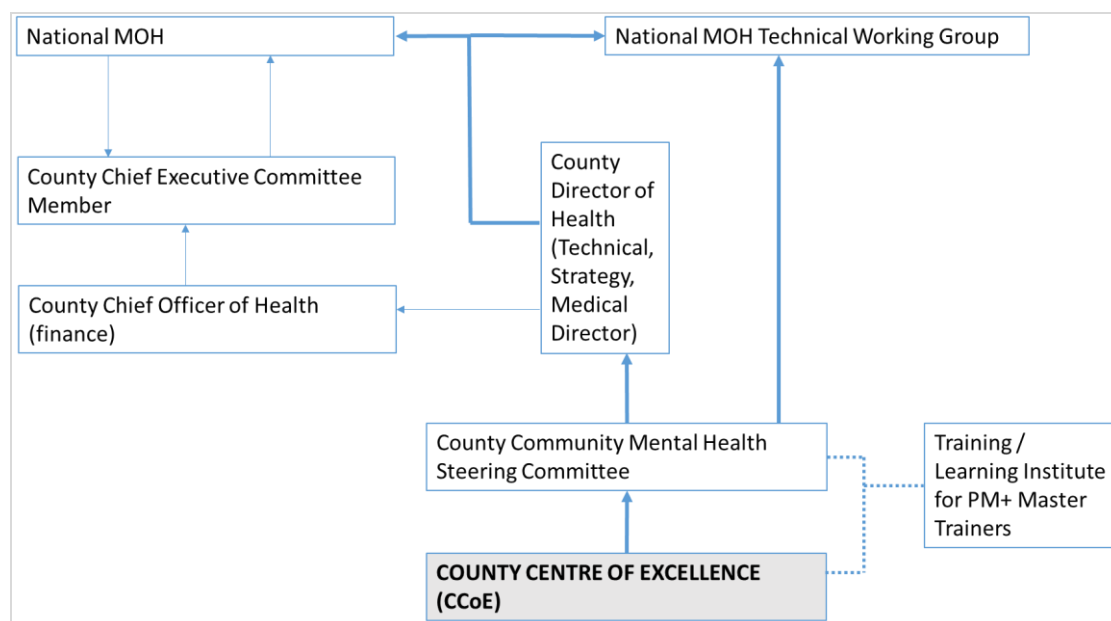 National MOH
National MOH Technical Working Group
County Chief Executive Committee
Member
County
Director of
Health
(Technical,
Strategy,
Medical
Director)
County Chief Officer of Health
(finance)
County Community Mental Health
Steering Committee
Training /
Learning Institute
for PM+ Master
Trainers
COUNTY CENTRE OF EXCELLENCE
(CCoE)